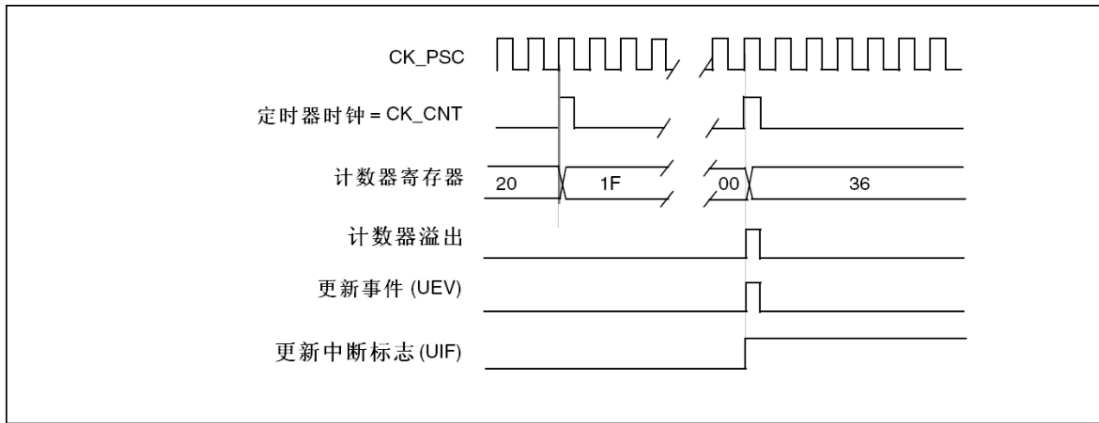 CK_PSC
定时器时钟 = CK_CNT
计数器寄存器 20 1F 00 36
计数器溢出
更新事件 (UEV)
更新中断标志 (UIF)